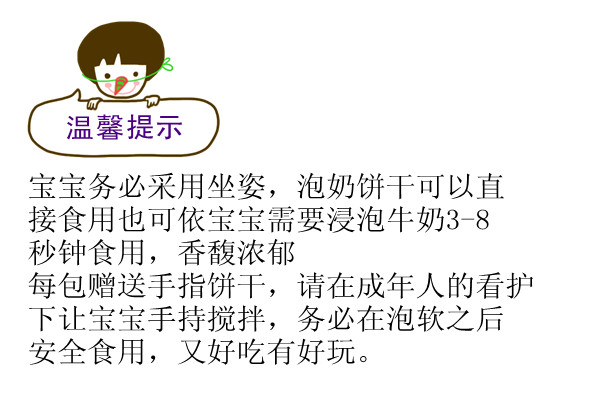 温馨提示
宝宝务必采用坐姿，泡奶饼干可以直
接食用也可依宝宝需要浸泡牛奶3-8
秒钟食用，香馥浓郁
每包赠送手指饼干，请在成年人的看护
下让宝宝手持搅拌，务必在泡软之后
安全食用，又好吃有好玩。